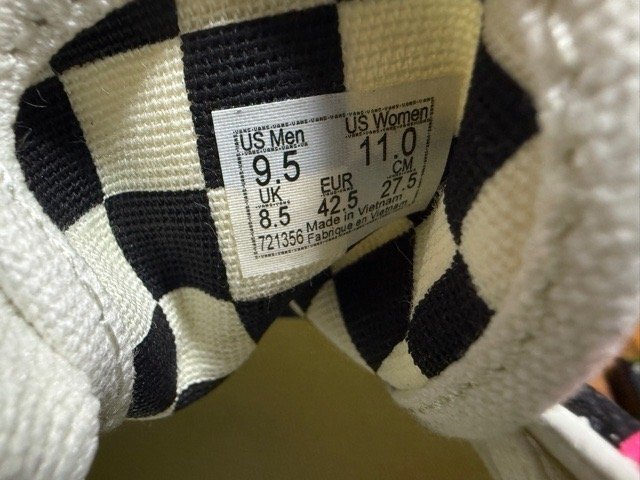 US Men US Women
9.5 11.0
UK EUR CM
8.5 42.5 27.5
721356 Made in Vietnam
Fabriqué en Vietnam